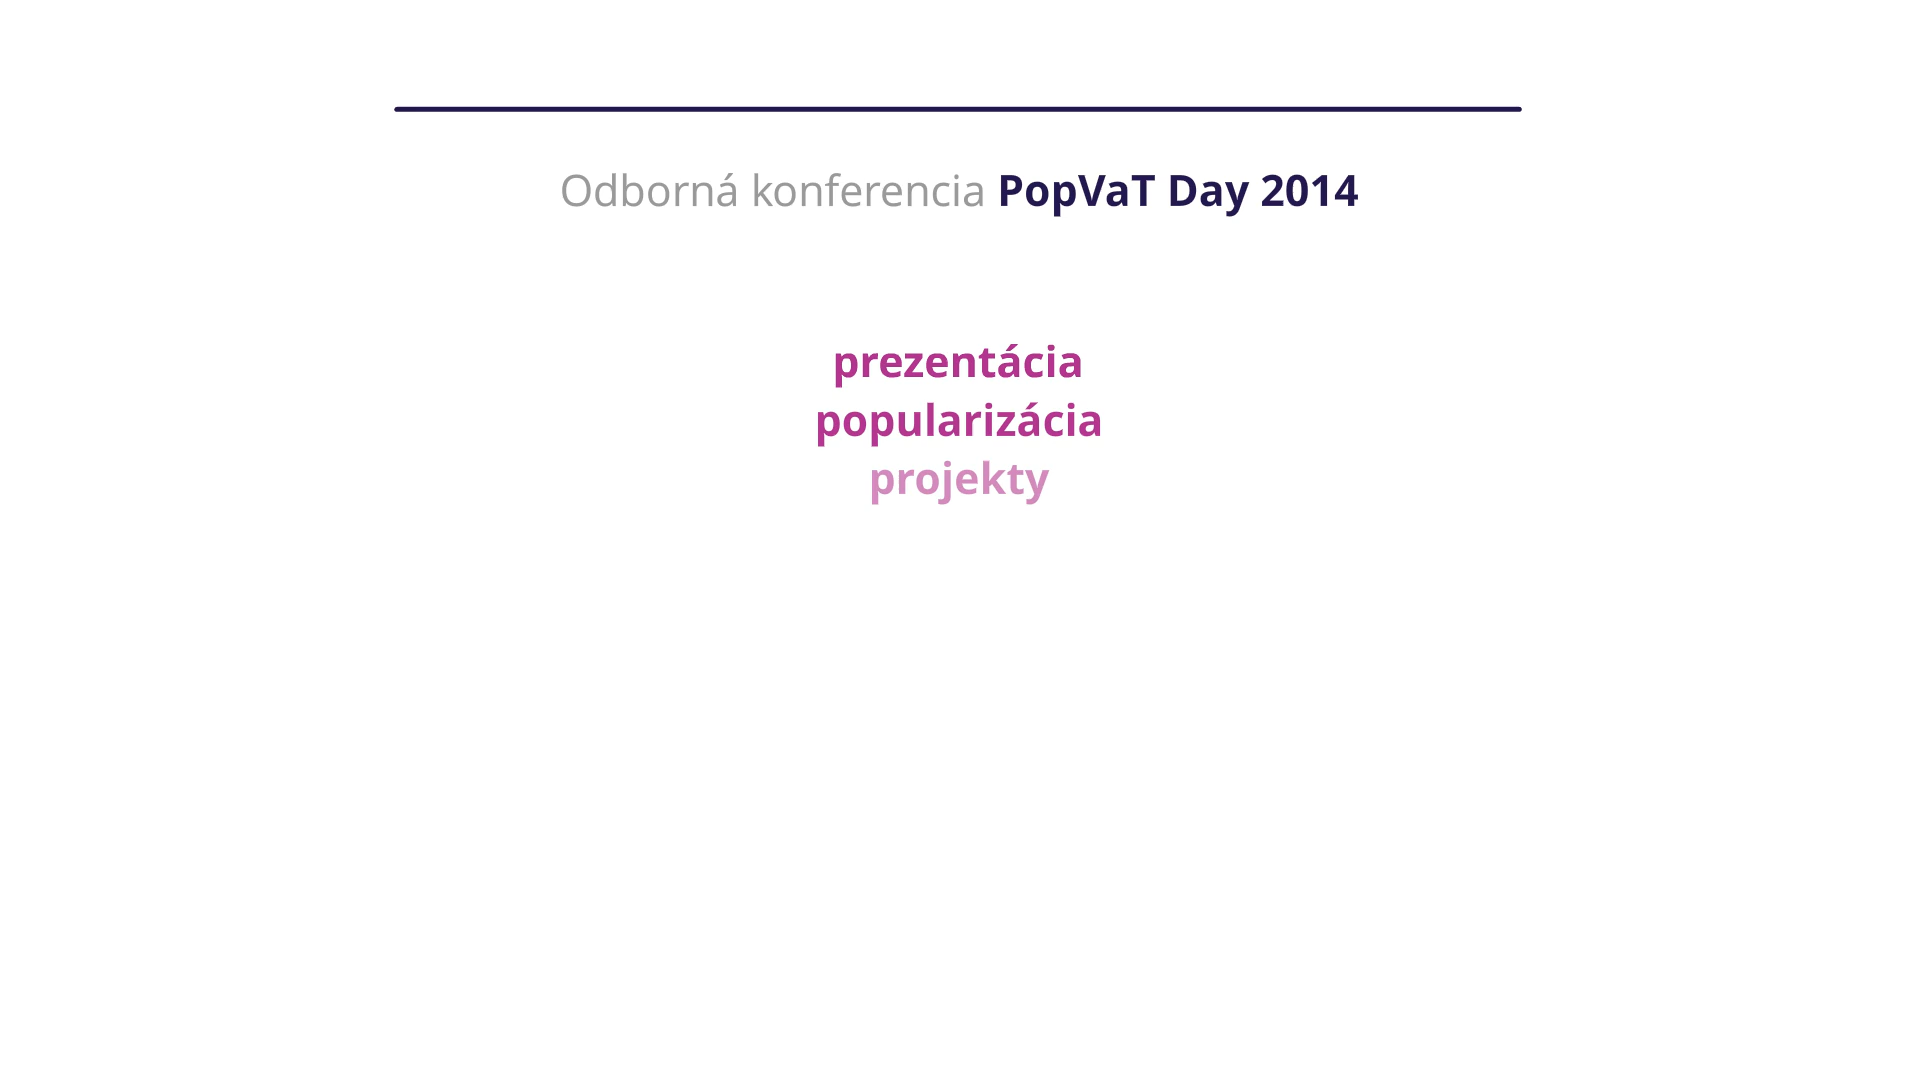 Odborná konferencia PopVaT Day 2014
prezentácia
popularizácia
projekty